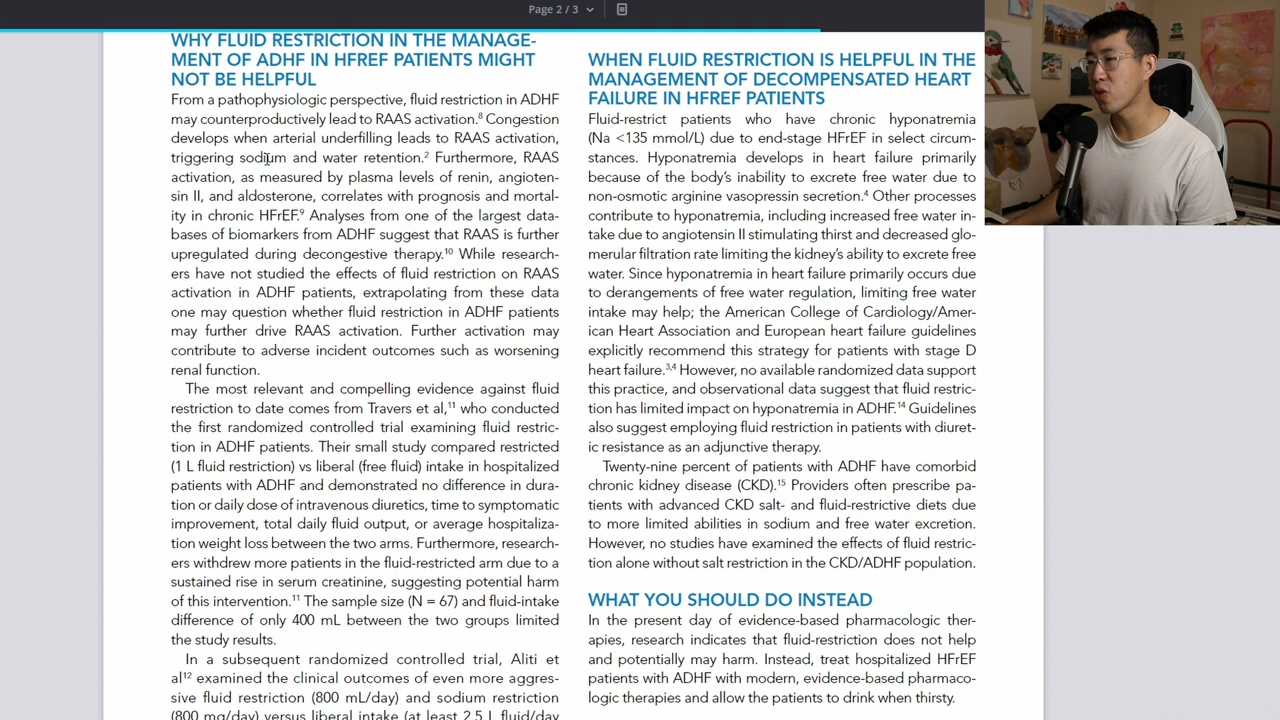 Page 2 / 3
WHY FLUID RESTRICTION IN THE MANAGE-
MENT OF ADHF IN HFREF PATIENTS MIGHT
NOT BE HELPFUL
From a pathophysiologic perspective, fluid restriction in ADHF
may counterproductively lead to RAAS activation.8 Congestion
develops when arterial underfilling leads to RAAS activation,
triggering sodium and water retention.2 Furthermore, RAAS
activation, as measured by plasma levels of renin, angioten-
sin II, and aldosterone, correlates with prognosis and mortal-
ity in chronic HFrEF.9 Analyses from one of the largest data-
bases of biomarkers from ADHF suggest that RAAS is further
upregulated during decongestive therapy.10 While research-
ers have not studied the effects of fluid restriction on RAAS
activation in ADHF patients, extrapolating from these data
one may question whether fluid restriction in ADHF patients
may further drive RAAS activation. Further activation may
contribute to adverse incident outcomes such as worsening
renal function.
The most relevant and compelling evidence against fluid
restriction to date comes from Travers et al,11 who conducted
the first randomized controlled trial examining fluid restric-
tion in ADHF patients. Their small study compared restricted
(1 L fluid restriction) vs liberal (free fluid) intake in hospitalized
patients with ADHF and demonstrated no difference in dura-
tion or daily dose of intravenous diuretics, time to symptomatic
improvement, total daily fluid output, or average hospitaliza-
tion weight loss between the two arms. Furthermore, research-
ers withdrew more patients in the fluid-restricted arm due to a
sustained rise in serum creatinine, suggesting potential harm
of this intervention.11 The sample size (N = 67) and fluid-intake
difference of only 400 mL between the two groups limited
the study results.
In a subsequent randomized controlled trial, Aliti et
al12 examined the clinical outcomes of even more aggres-
sive fluid restriction (800 mL/day) and sodium restriction
(800 mg/day) versus liberal intake (at least 2.5 L fluid/day
WHEN FLUID RESTRICTION IS HELPFUL IN THE
MANAGEMENT OF DECOMPENSATED HEART
FAILURE IN HFREF PATIENTS
Fluid-restrict patients who have chronic hyponatremia
(Na <135 mmol/L) due to end-stage HFrEF in select circum-
stances. Hyponatremia develops in heart failure primarily
because of the body's inability to excrete free water due to
non-osmotic arginine vasopressin secretion.4 Other processes
contribute to hyponatremia, including increased free water in-
take due to angiotensin II stimulating thirst and decreased glo-
merular filtration rate limiting the kidney's ability to excrete free
water. Since hyponatremia in heart failure primarily occurs due
to derangements of free water regulation, limiting free water
intake may help; the American College of Cardiology/Amer-
ican Heart Association and European heart failure guidelines
explicitly recommend this strategy for patients with stage D
heart failure.3,4 However, no available randomized data support
this practice, and observational data suggest that fluid restric-
tion has limited impact on hyponatremia in ADHF.14 Guidelines
also suggest employing fluid restriction in patients with diuret-
ic resistance as an adjunctive therapy.
Twenty-nine percent of patients with ADHF have comorbid
chronic kidney disease (CKD).15 Providers often prescribe pa-
tients with advanced CKD salt- and fluid-restrictive diets due
to more limited abilities in sodium and free water excretion.
However, no studies have examined the effects of fluid restric-
tion alone without salt restriction in the CKD/ADHF population.
WHAT YOU SHOULD DO INSTEAD
In the present day of evidence-based pharmacologic ther-
apies, research indicates that fluid-restriction does not help
and potentially may harm. Instead, treat hospitalized HFrEF
patients with ADHF with modern, evidence-based pharmaco-
logic therapies and allow the patients to drink when thirsty.